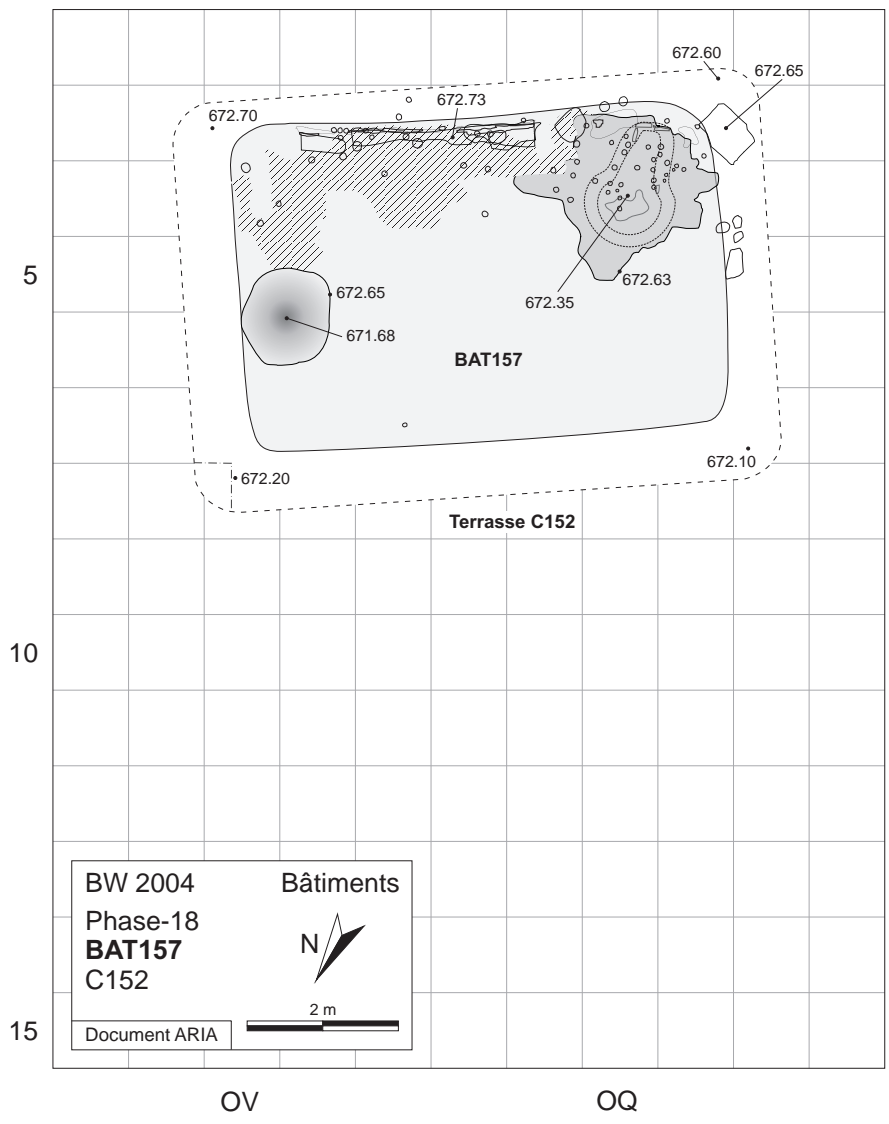 672.60
672.65
672.70
672.73
5
672.65
672.63
672.35
671.68
BAT157
672.10
672.20
Terrasse C152
10
BW 2004 Bâtiments
Phase-18
BAT157
C152
N
2 m
Document ARIA
15
OV OQ